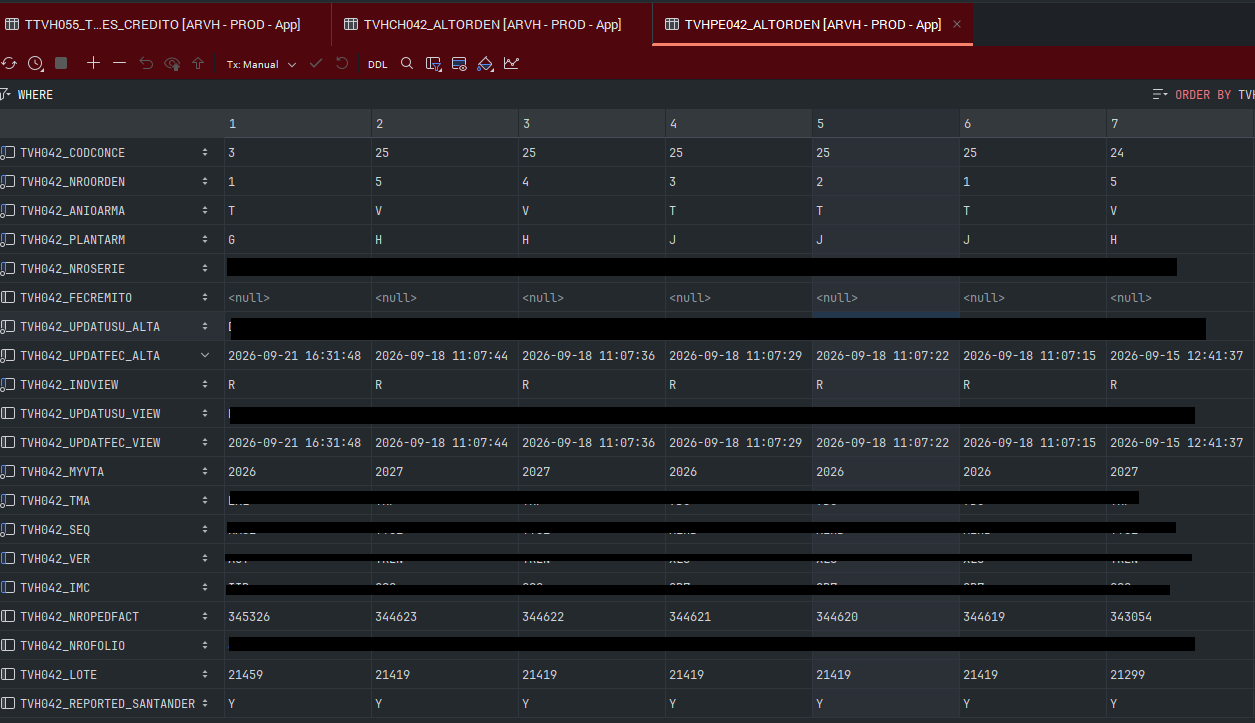 TTVH055_T…ES_CREDITO [ARVH - PROD - App] TVHCH042_ALTORDEN [ARVH - PROD - App] TVHPE042_ALTORDEN [ARVH - PROD - App]
Tx: Manual DDL
WHERE ORDER BY
1 2 3 4 5 6 7
TVH042_CODCONCE 3 25 25 25 25 25 24
TVH042_NROORDEN 1 5 4 3 2 1 5
TVH042_ANIOARMA T V V T T T V
TVH042_PLANTARM G H H J J J H
TVH042_NROSERIE
TVH042_FECREMITO <null> <null> <null> <null> <null> <null> <null>
TVH042_UPDATUSU_ALTA
TVH042_UPDATFEC_ALTA 2026-09-21 16:31:48 2026-09-18 11:07:44 2026-09-18 11:07:36 2026-09-18 11:07:29 2026-09-18 11:07:22 2026-09-18 11:07:15 2026-09-15 12:41:37
TVH042_INDVIEW R R R R R R R
TVH042_UPDATUSU_VIEW
TVH042_UPDATFEC_VIEW 2026-09-21 16:31:48 2026-09-18 11:07:44 2026-09-18 11:07:36 2026-09-18 11:07:29 2026-09-18 11:07:22 2026-09-18 11:07:15 2026-09-15 12:41:37
TVH042_MYVTA 2026 2027 2027 2026 2026 2026 2027
TVH042_TMA
TVH042_SEQ
TVH042_VER
TVH042_IMC
TVH042_NROPEDFACT 345326 344623 344622 344621 344620 344619 343054
TVH042_NROFOLIO
TVH042_LOTE 21459 21419 21419 21419 21419 21419 21299
TVH042_REPORTED_SANTANDER Y Y Y Y Y Y Y